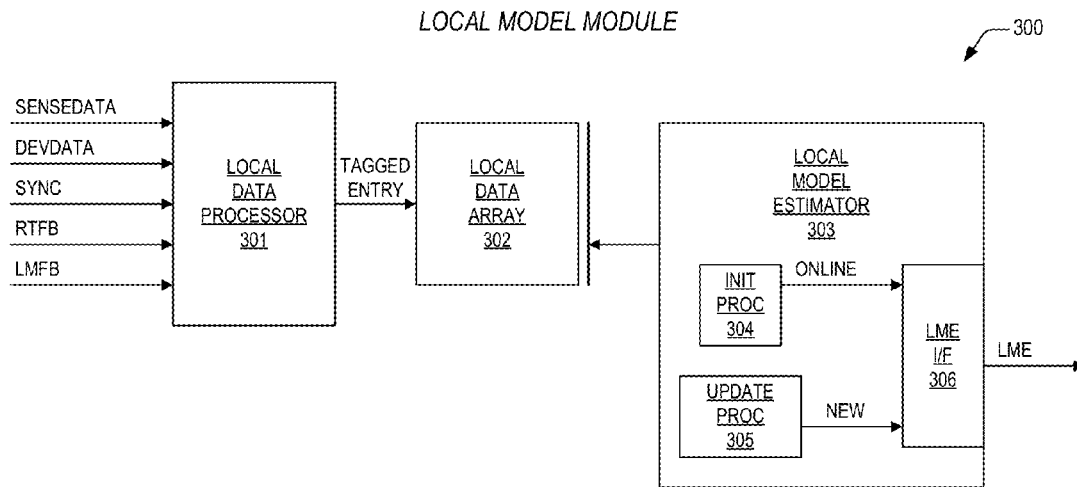 LOCAL MODEL MODULE
300
SENSEDATA
DEVDATA
SYNC
RTFB
LMFB
LOCAL
DATA
PROCESSOR
301
TAGGED
ENTRY
LOCAL
DATA
ARRAY
302
LOCAL
MODEL
ESTIMATOR
303
INIT
PROC
304
ONLINE
UPDATE
PROC
305
NEW
LME
I/F
306
LME